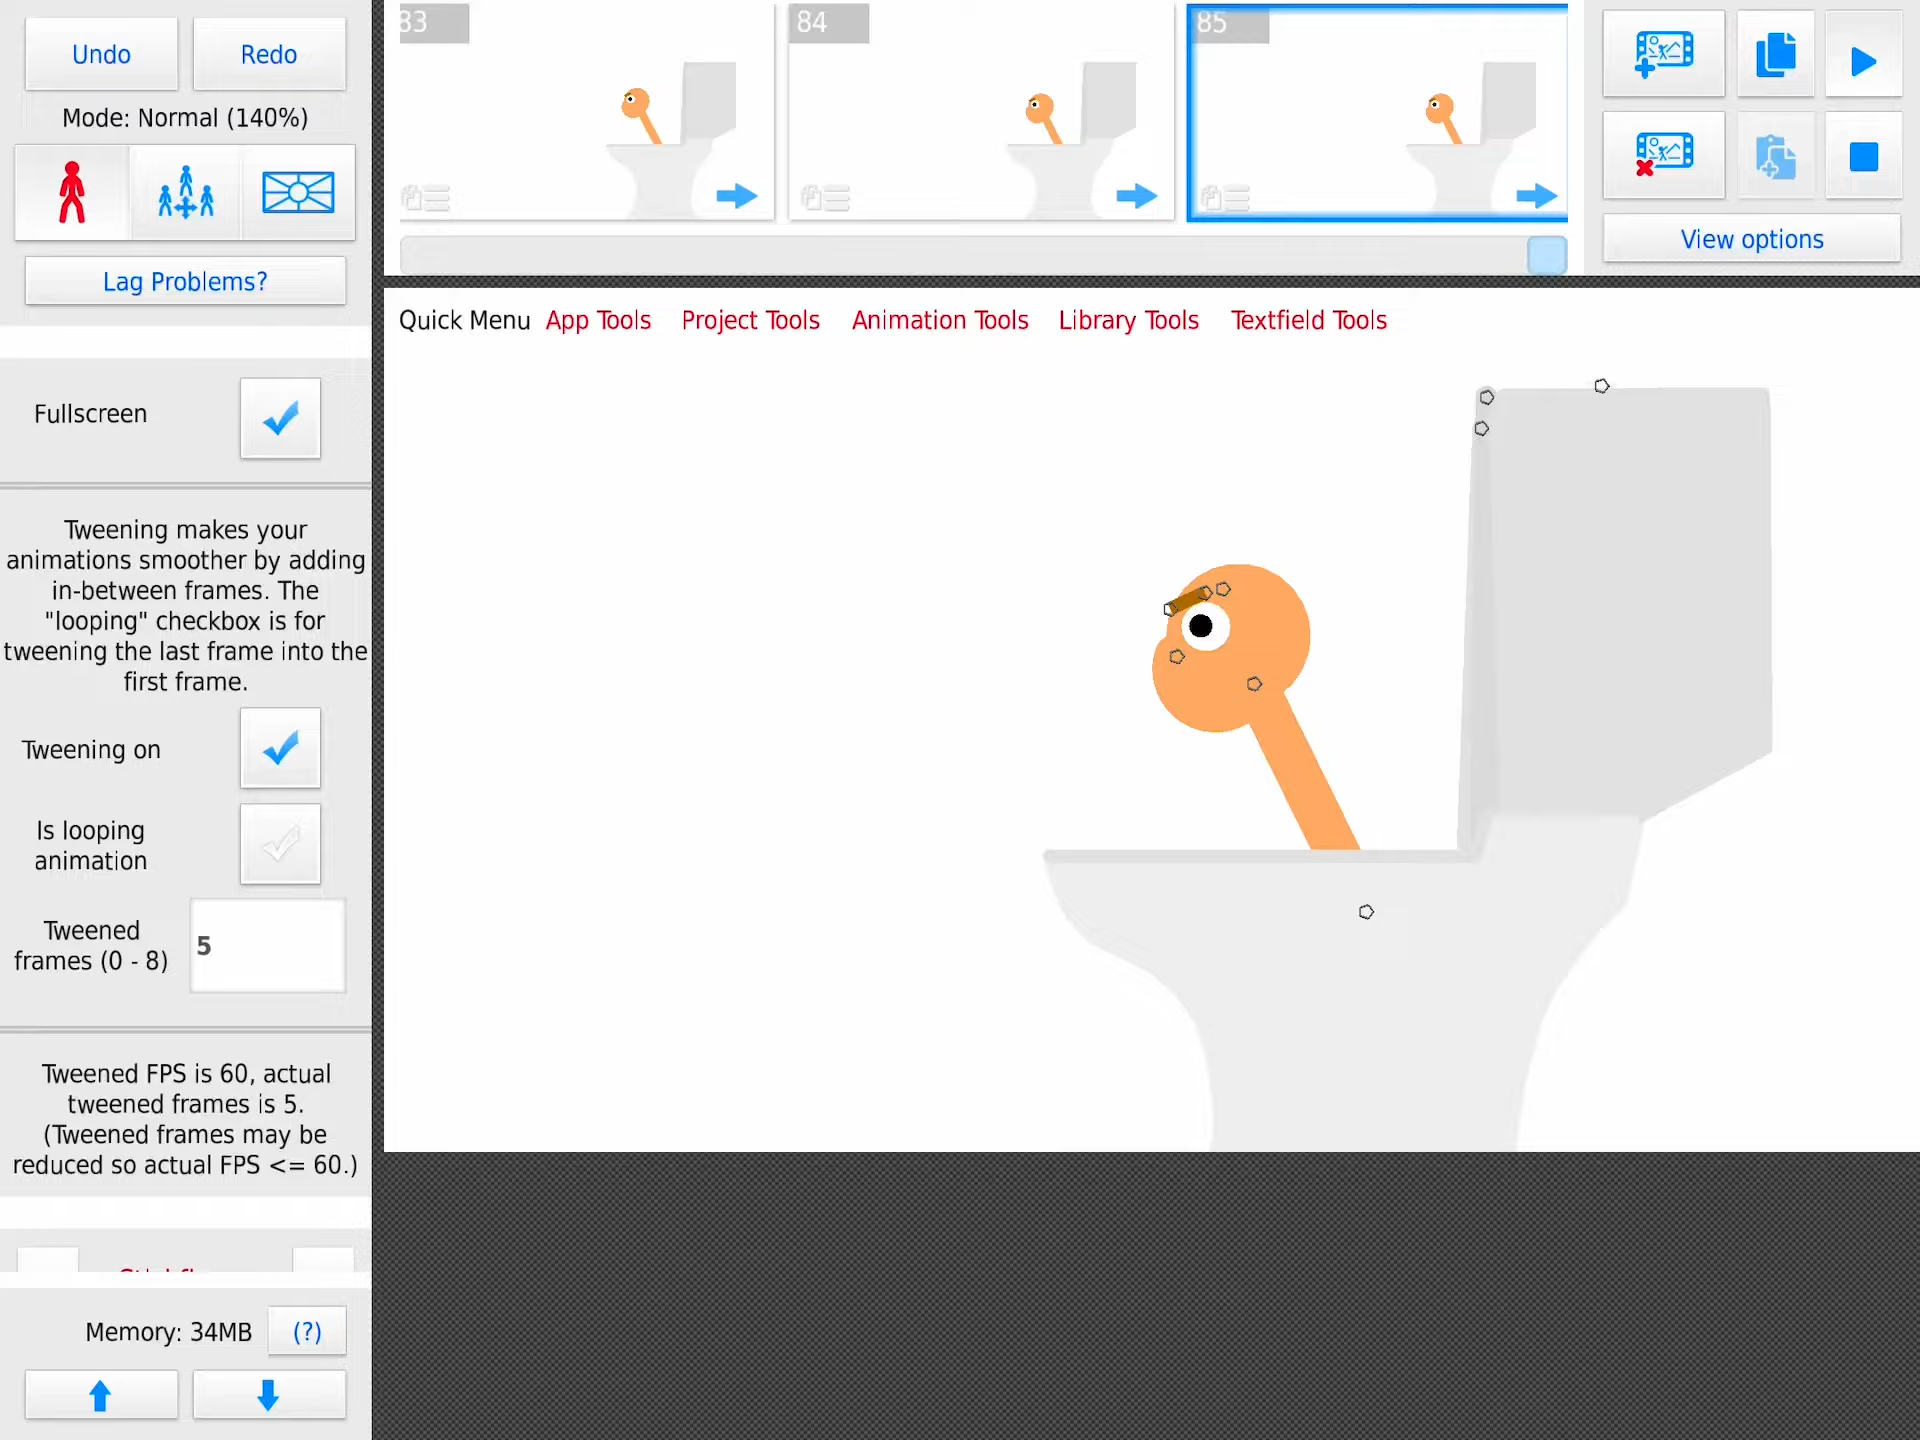 Undo
Redo
Mode: Normal (140%)
Lag Problems?
Fullscreen
Tweening makes your
animations smoother by adding
in-between frames. The
"looping" checkbox is for
tweening the last frame into the
first frame.
Tweening on
Is looping
animation
Tweened
frames (0 - 8)
5
Tweened FPS is 60, actual
tweened frames is 5.
(Tweened frames may be
reduced so actual FPS <= 60.)
Memory: 34MB
(?)
83
84
85
View options
Quick Menu App Tools Project Tools Animation Tools Library Tools Textfield Tools